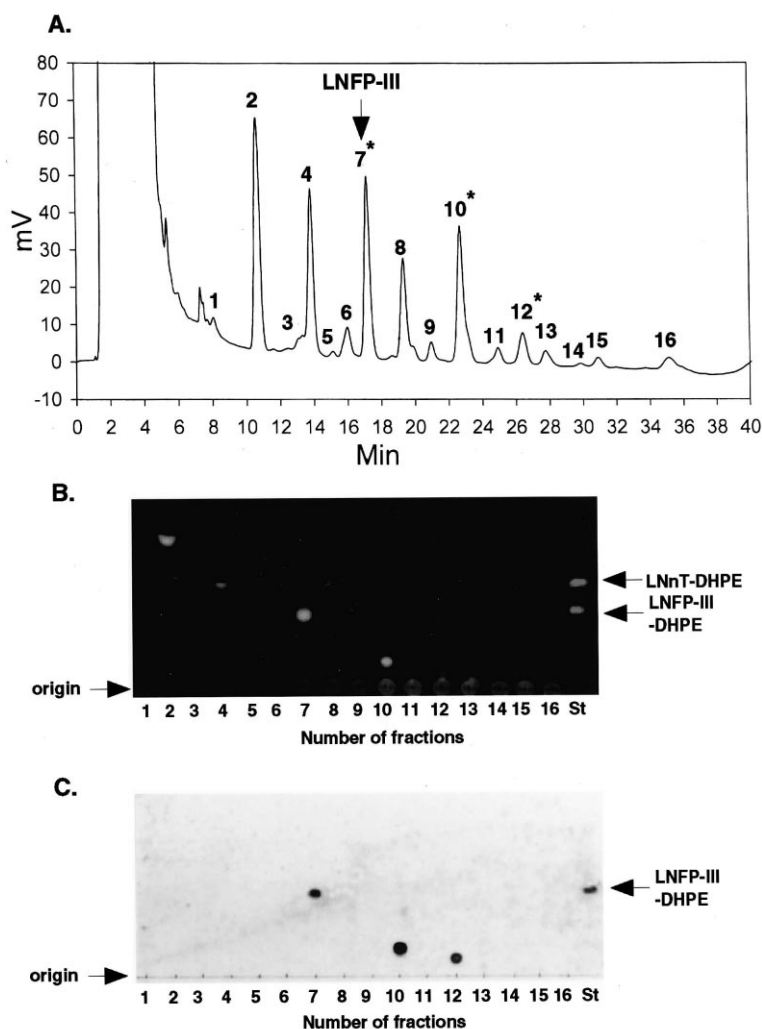 A.
80
70
60
50
40
30
20
10
0
-10
mV
LNFP-III
1
2
3
4
5
6
7*
8
9
10*
11
12*
13
14
15
16
0 2 4 6 8 10 12 14 16 18 20 22 24 26 28 30 32 34 36 38 40
Min
B.
LNnT-DHPE
LNFP-III
-DHPE
origin
1 2 3 4 5 6 7 8 9 10 11 12 13 14 15 16 St
Number of fractions
C.
LNFP-III
-DHPE
origin
1 2 3 4 5 6 7 8 9 10 11 12 13 14 15 16 St
Number of fractions